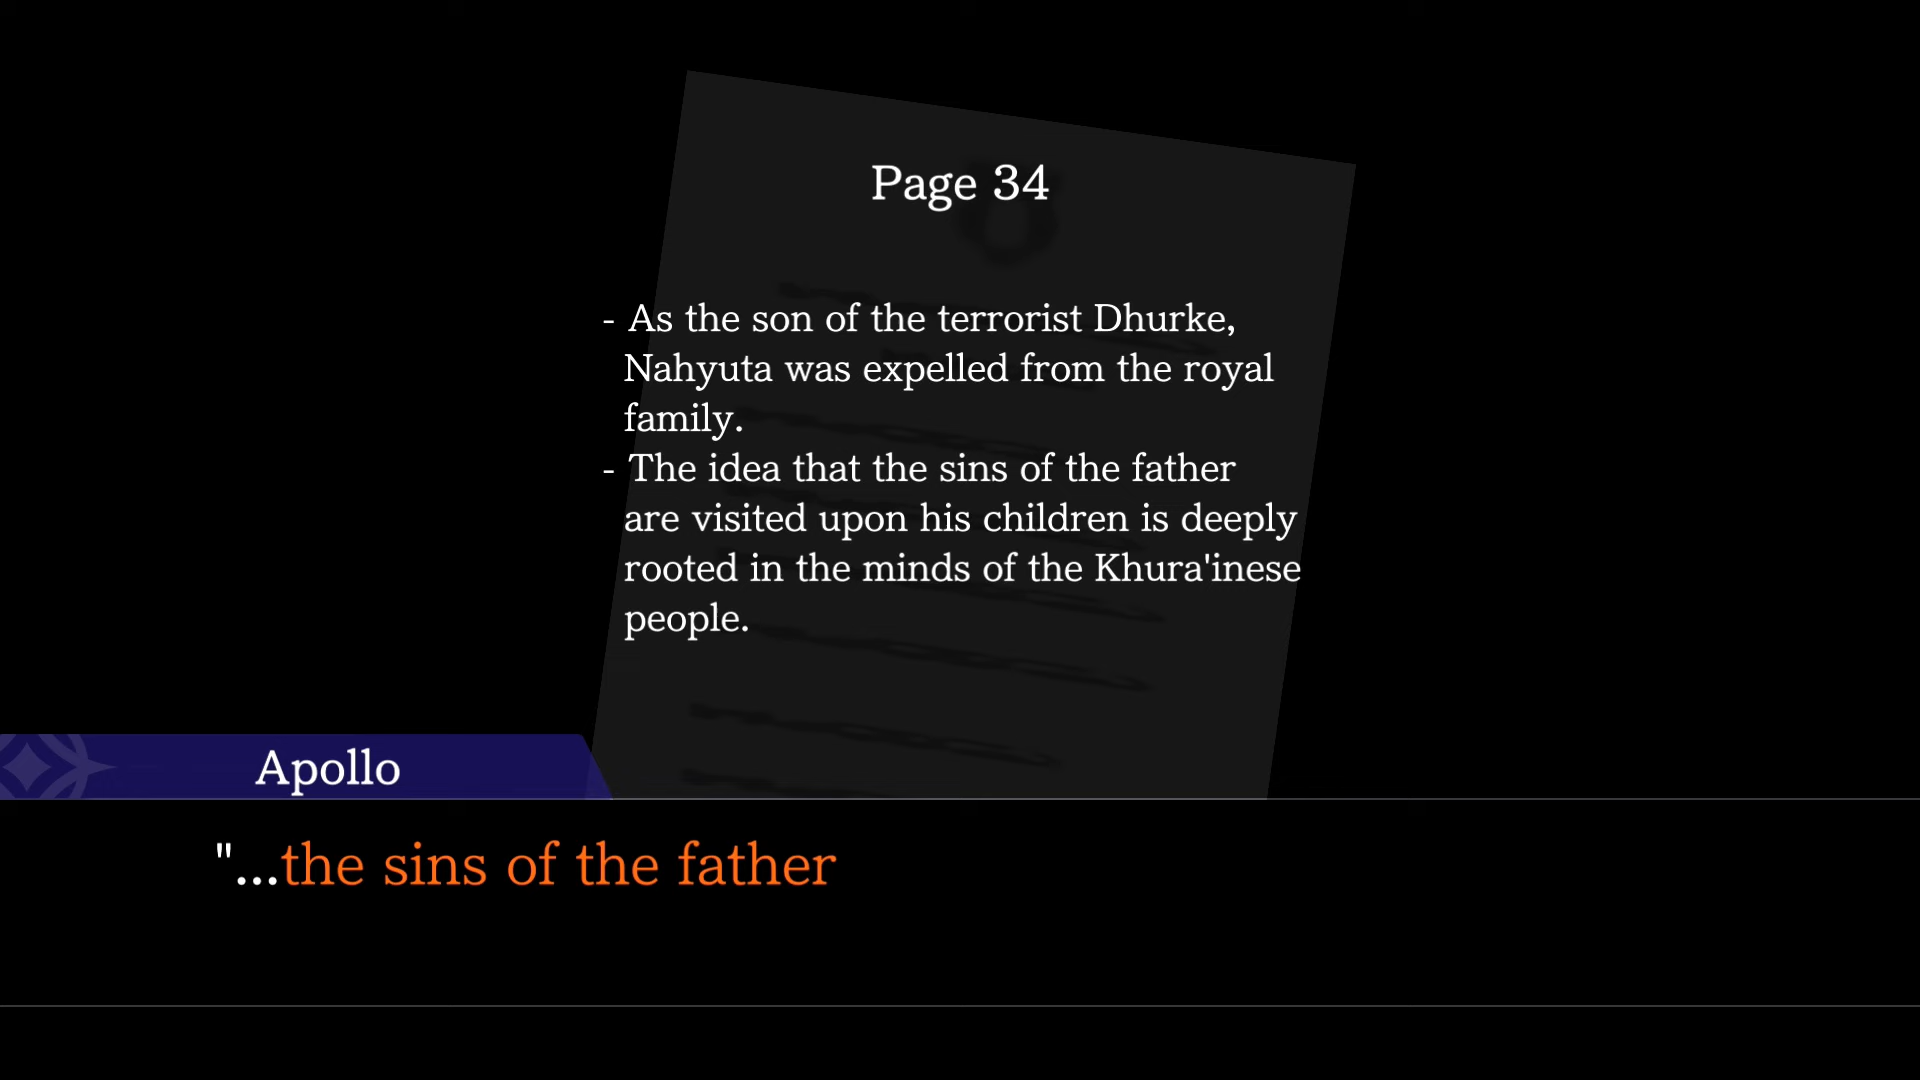 Page 34
- As the son of the terrorist Dhurke,
Nahyuta was expelled from the royal
family.
- The idea that the sins of the father
are visited upon his children is deeply
rooted in the minds of the Khura'inese
people.
Apollo
"...the sins of the father